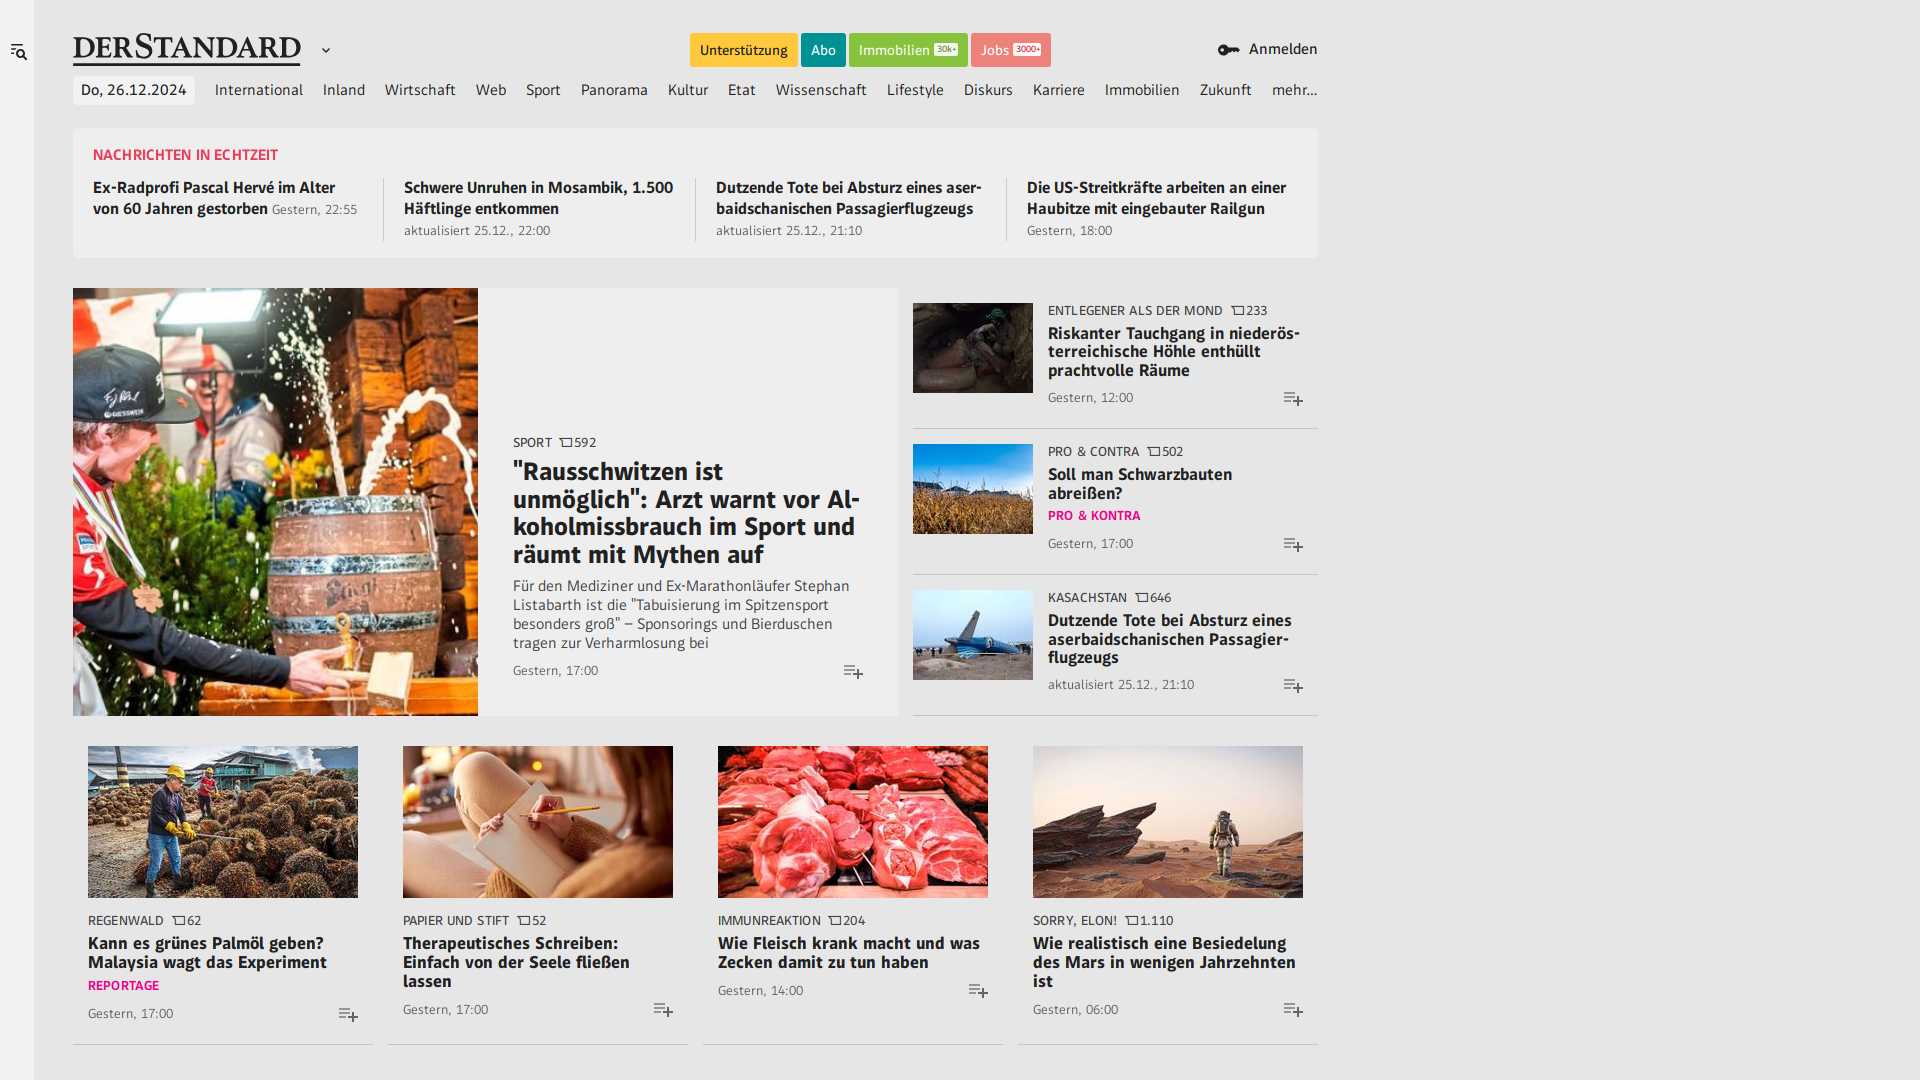 DERSTANDARD
Unterstützung Abo Immobilien 30k+ Jobs 3000+
Anmelden
Do, 26.12.2024 International Inland Wirtschaft Web Sport Panorama Kultur Etat Wissenschaft Lifestyle Diskurs Karriere Immobilien Zukunft mehr...
NACHRICHTEN IN ECHTZEIT
Ex-Radprofi Pascal Hervé im Alter
von 60 Jahren gestorben Gestern, 22:55
Schwere Unruhen in Mosambik, 1.500
Häftlinge entkommen
aktualisiert 25.12., 22:00
Dutzende Tote bei Absturz eines aser-
baidschanischen Passagierflugzeugs
aktualisiert 25.12., 21:10
Die US-Streitkräfte arbeiten an einer
Haubitze mit eingebauter Railgun
Gestern, 18:00
SPORT 592
"Rausschwitzen ist
unmöglich": Arzt warnt vor Al-
koholmissbrauch im Sport und
räumt mit Mythen auf
Für den Mediziner und Ex-Marathonläufer Stephan
Listabarth ist die "Tabuisierung im Spitzensport
besonders groß" – Sponsorings und Bierduschen
tragen zur Verharmlosung bei
Gestern, 17:00
ENTLEGENER ALS DER MOND 233
Riskanter Tauchgang in niederös-
terreichische Höhle enthüllt
prachtvolle Räume
Gestern, 12:00
PRO & CONTRA 502
Soll man Schwarzbauten
abreißen?
PRO & KONTRA
Gestern, 17:00
KASACHSTAN 646
Dutzende Tote bei Absturz eines
aserbaidschanischen Passagier-
flugzeugs
aktualisiert 25.12., 21:10
REGENWALD 62
Kann es grünes Palmöl geben?
Malaysia wagt das Experiment
REPORTAGE
Gestern, 17:00
PAPIER UND STIFT 52
Therapeutisches Schreiben:
Einfach von der Seele fließen
lassen
Gestern, 17:00
IMMUNREAKTION 204
Wie Fleisch krank macht und was
Zecken damit zu tun haben
Gestern, 14:00
SORRY, ELON! 1.110
Wie realistisch eine Besiedelung
des Mars in wenigen Jahrzehnten
ist
Gestern, 06:00